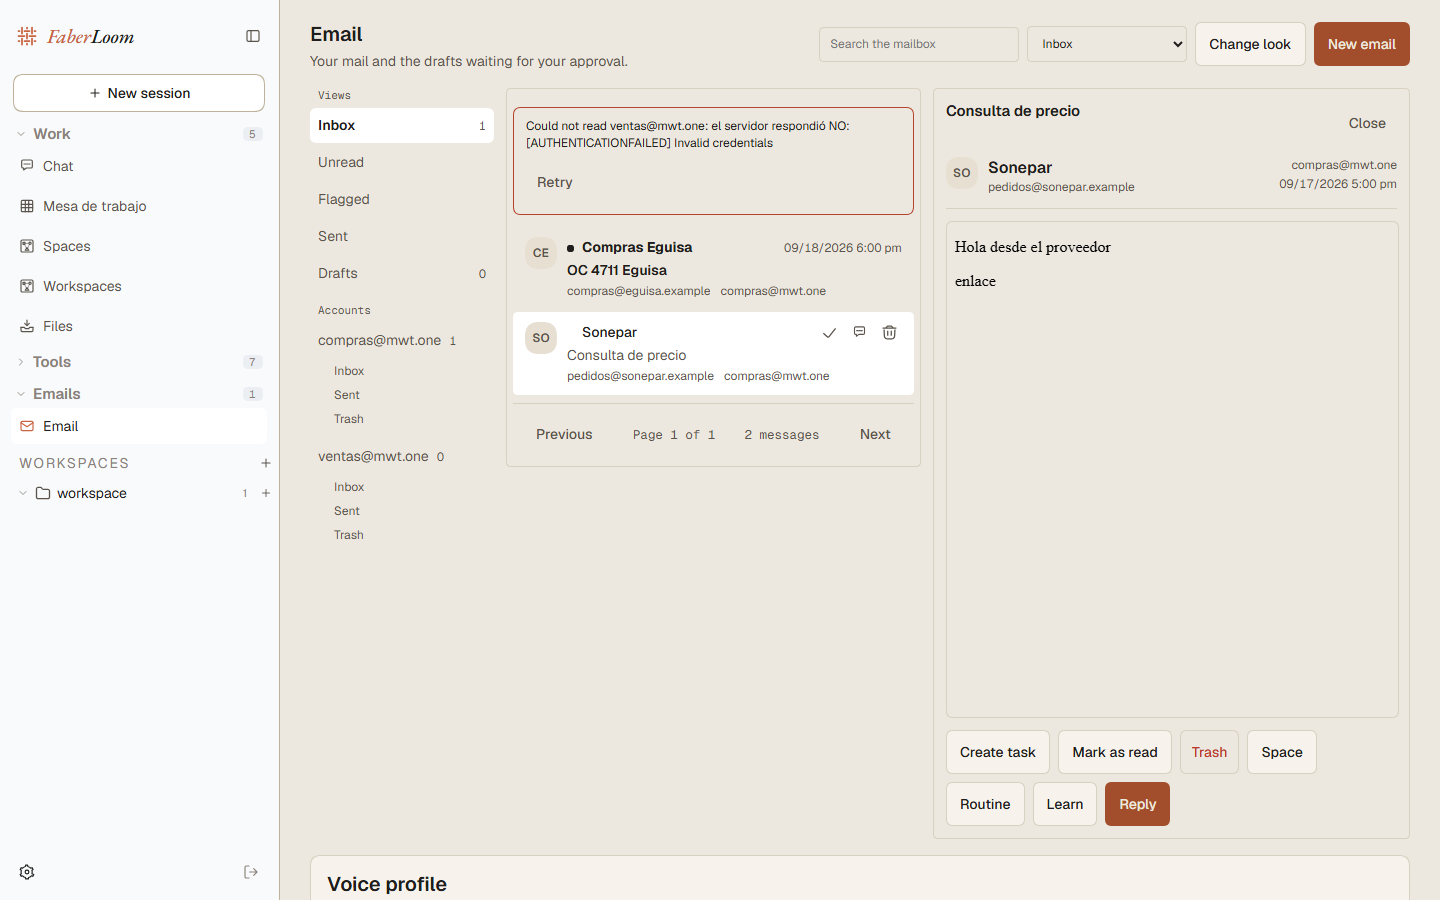 FaberLoom
New session
Work 5
Chat
Mesa de trabajo
Spaces
Workspaces
Files
Tools 7
Emails 1
Email
WORKSPACES
workspace 1
Email
Your mail and the drafts waiting for your approval.
Search the mailbox
Inbox
Change look
New email
Views
Inbox 1
Unread
Flagged
Sent
Drafts 0
Accounts
compras@mwt.one 1
Inbox
Sent
Trash
ventas@mwt.one 0
Inbox
Sent
Trash
Could not read ventas@mwt.one: el servidor respondió NO:
[AUTHENTICATIONFAILED] Invalid credentials
Retry
CE
Compras Eguisa 09/18/2026 6:00 pm
OC 4711 Eguisa
compras@eguisa.example compras@mwt.one
SO
Sonepar
Consulta de precio
pedidos@sonepar.example compras@mwt.one
Previous Page 1 of 1 2 messages Next
Consulta de precio
Close
SO
Sonepar compras@mwt.one
pedidos@sonepar.example 09/17/2026 5:00 pm
Hola desde el proveedor
enlace
Create task Mark as read Trash Space
Routine Learn Reply
Voice profile